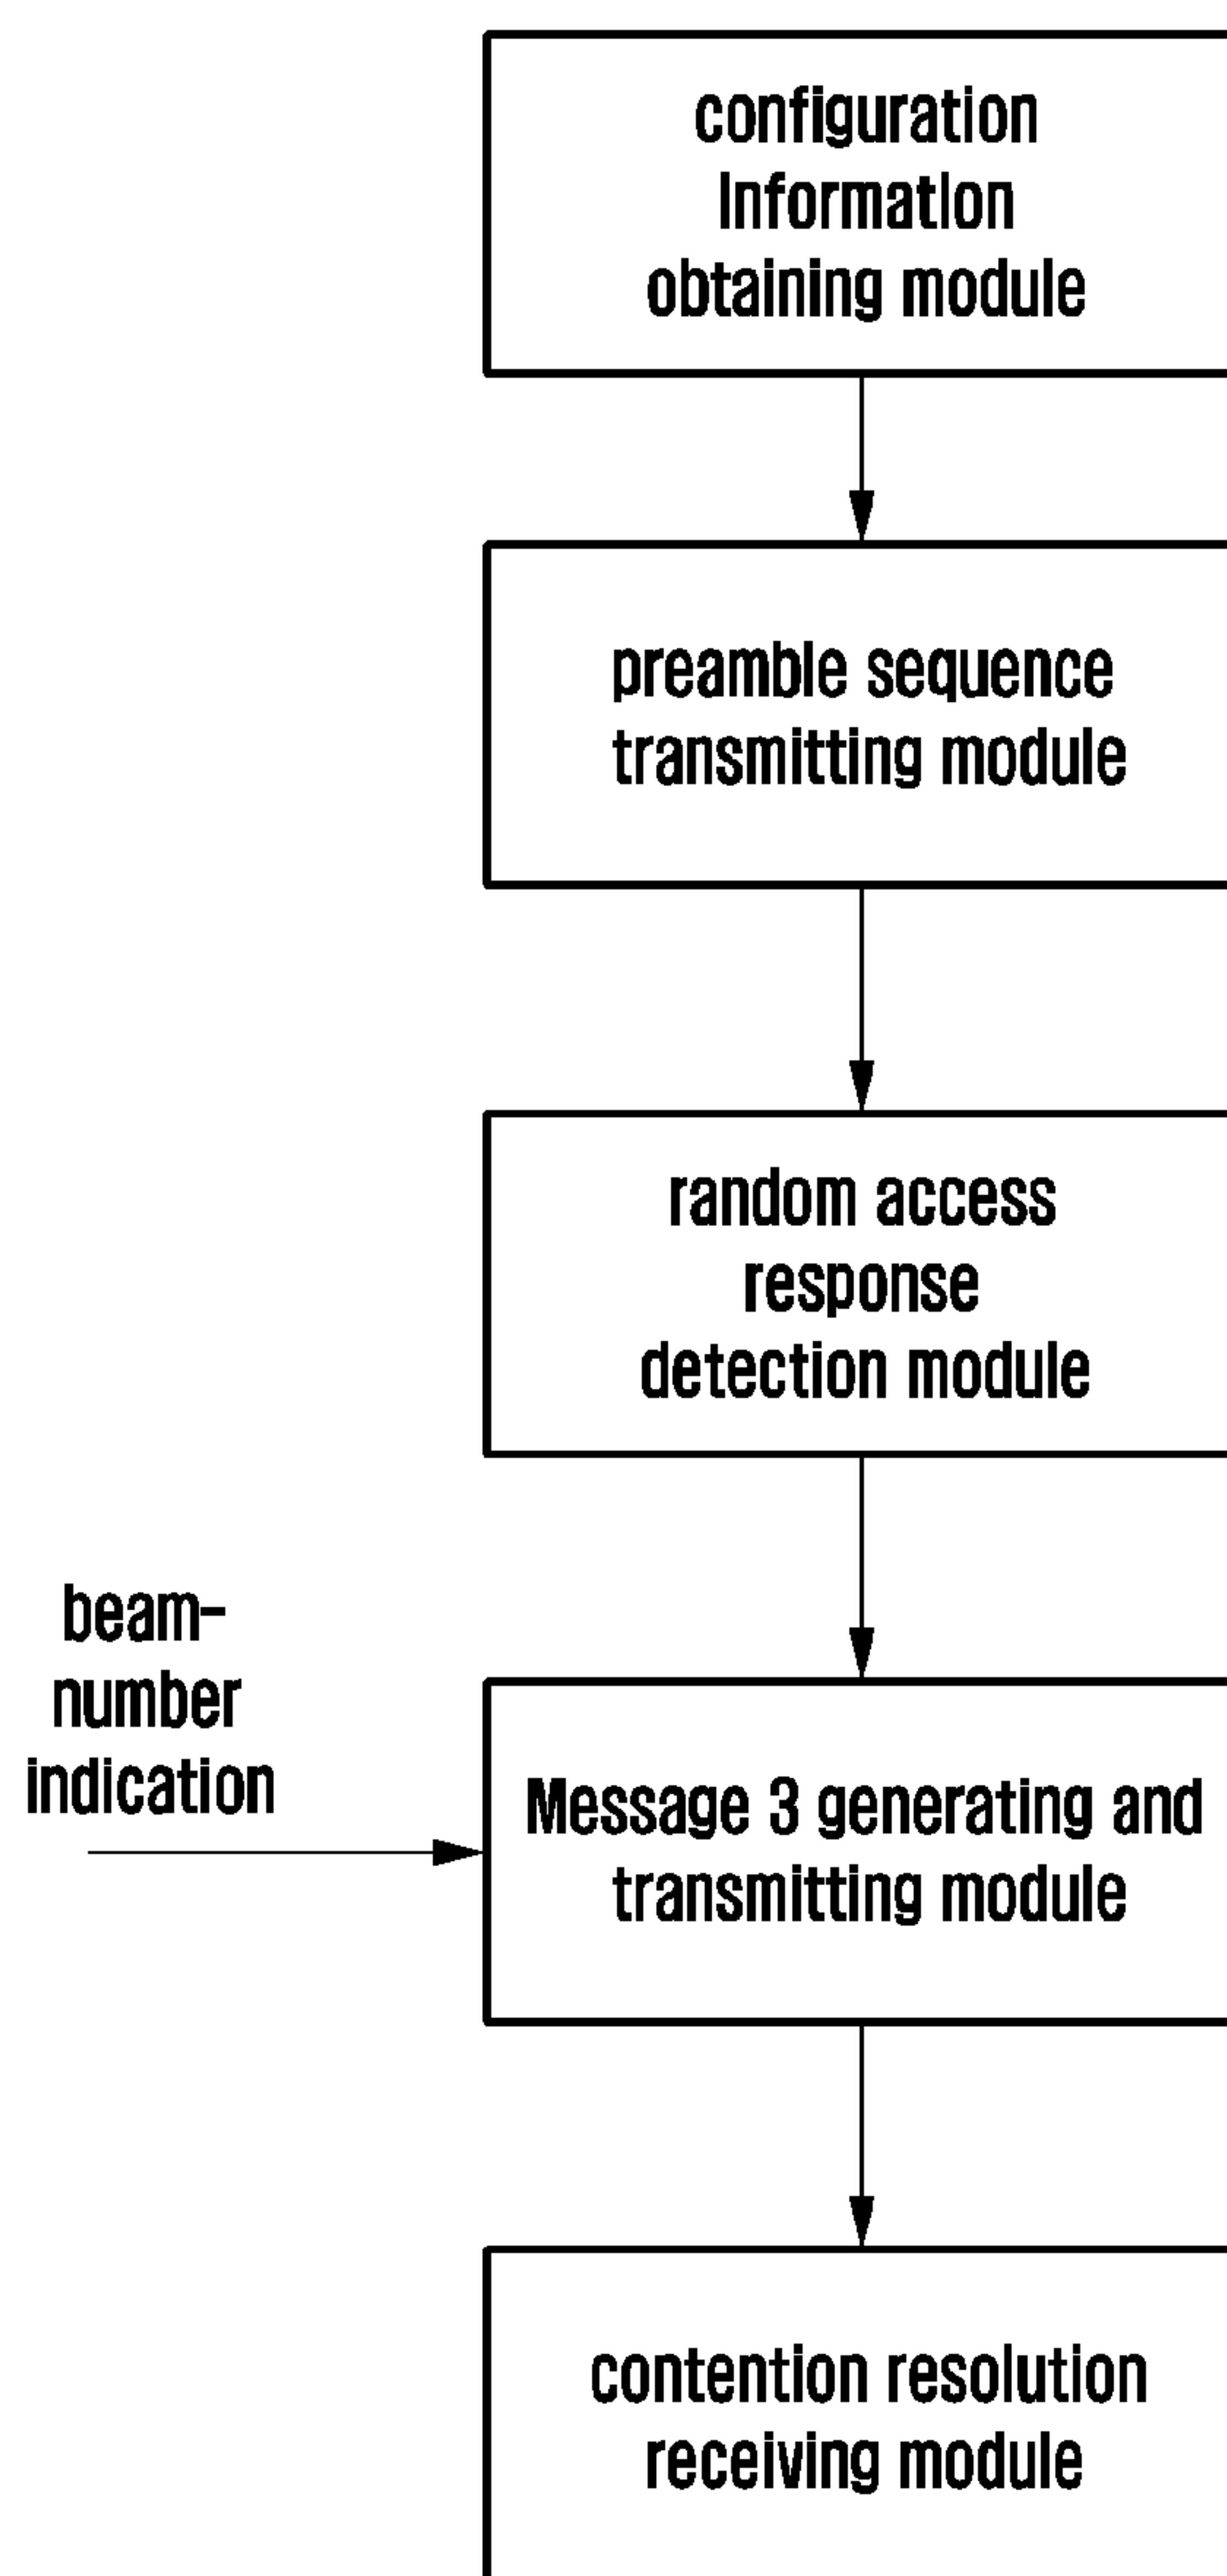 configuration
information
obtaining module
preamble sequence
transmitting module
random access
response
detection module
beam-
number
indication
Message 3 generating and
transmitting module
contention resolution
receiving module